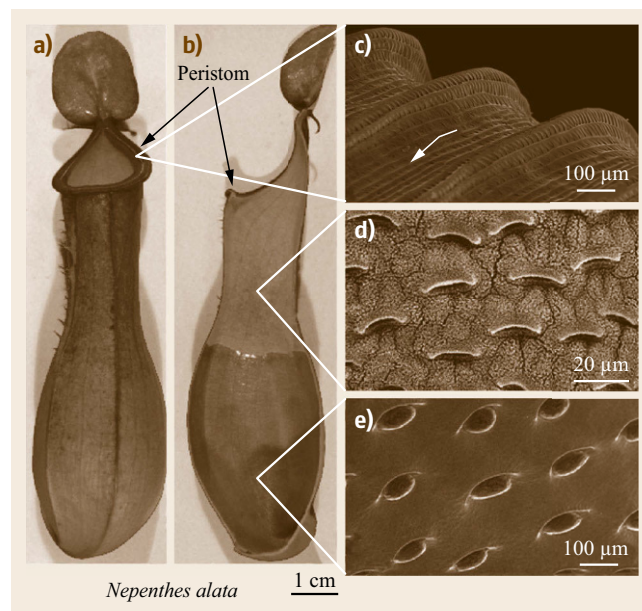 a)
b)
Peristom
c)
100 µm
d)
20 µm
e)
100 µm
Nepenthes alata
1 cm